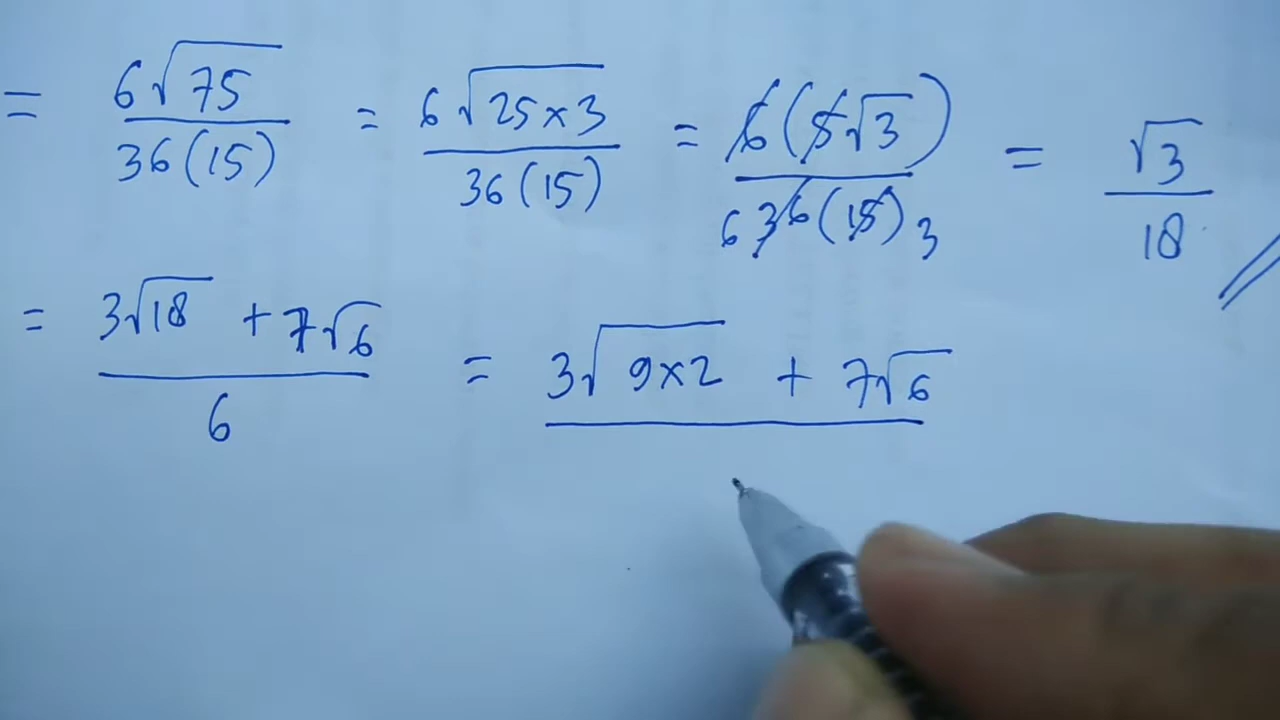 = 6√75 / 36(15) = 6√25×3 / 36(15) = 6(5√3) / 6 36(15) 3 = √3 / 18
= 3√18 + 7√6 / 6 = 3√9×2 + 7√6